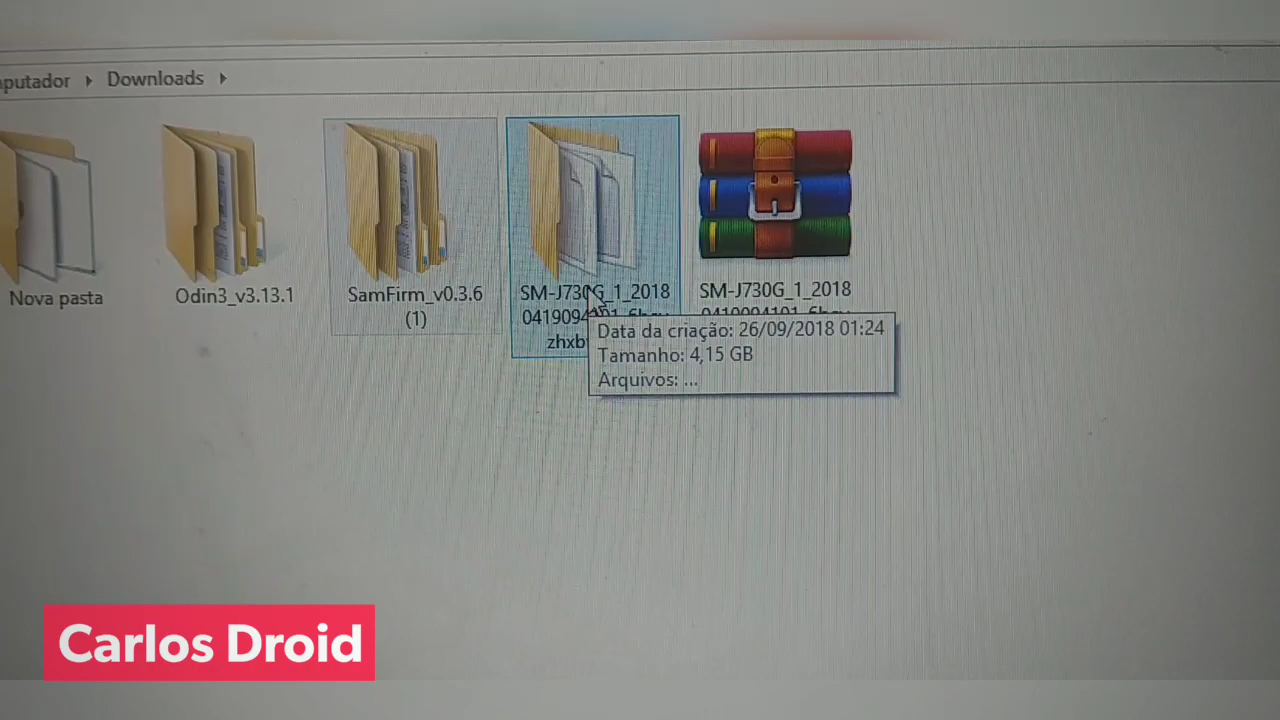 Downloads
Nova pasta
Odin3_v3.13.1
SamFirm_v0.3.6
(1)
SM-J730G_1_2018
SM-J730G_1_2018
Data da criação: 26/09/2018 01:24
Tamanho: 4,15 GB
Arquivos: ...
Carlos Droid